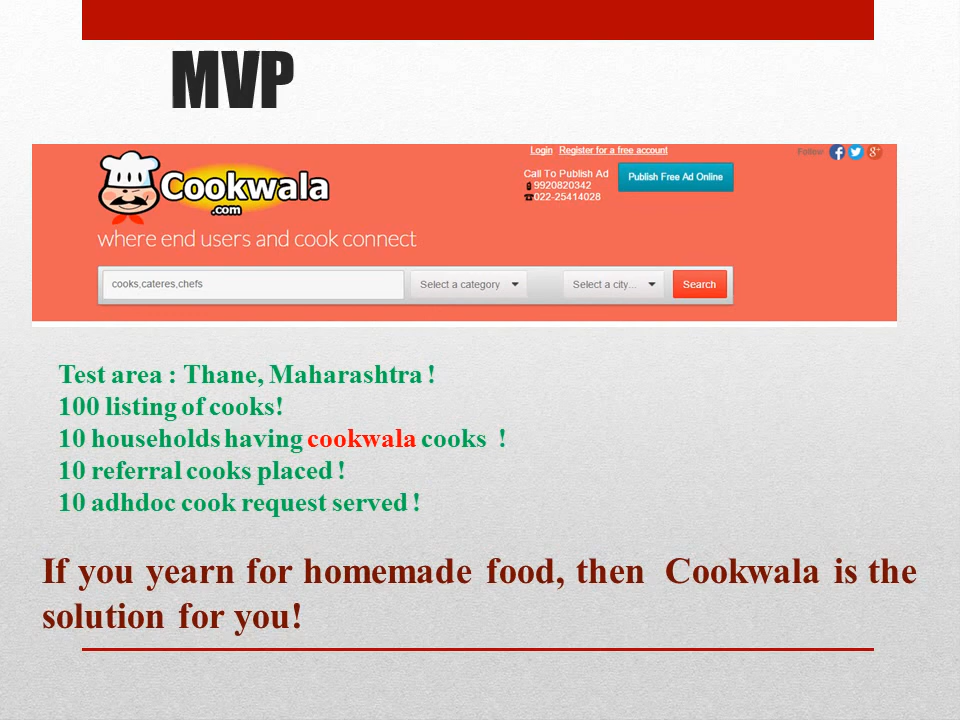 MVP
Login Register for a free account
Follow
Call To Publish Ad
9920820342
022-25414028
Publish Free Ad Online
Cookwala
.com
where end users and cook connect
cooks,cateres,chefs
Select a category
Select a city...
Search
Test area : Thane, Maharashtra !
100 listing of cooks!
10 households having cookwala cooks !
10 referral cooks placed !
10 adhdoc cook request served !
If you yearn for homemade food, then Cookwala is the
solution for you!